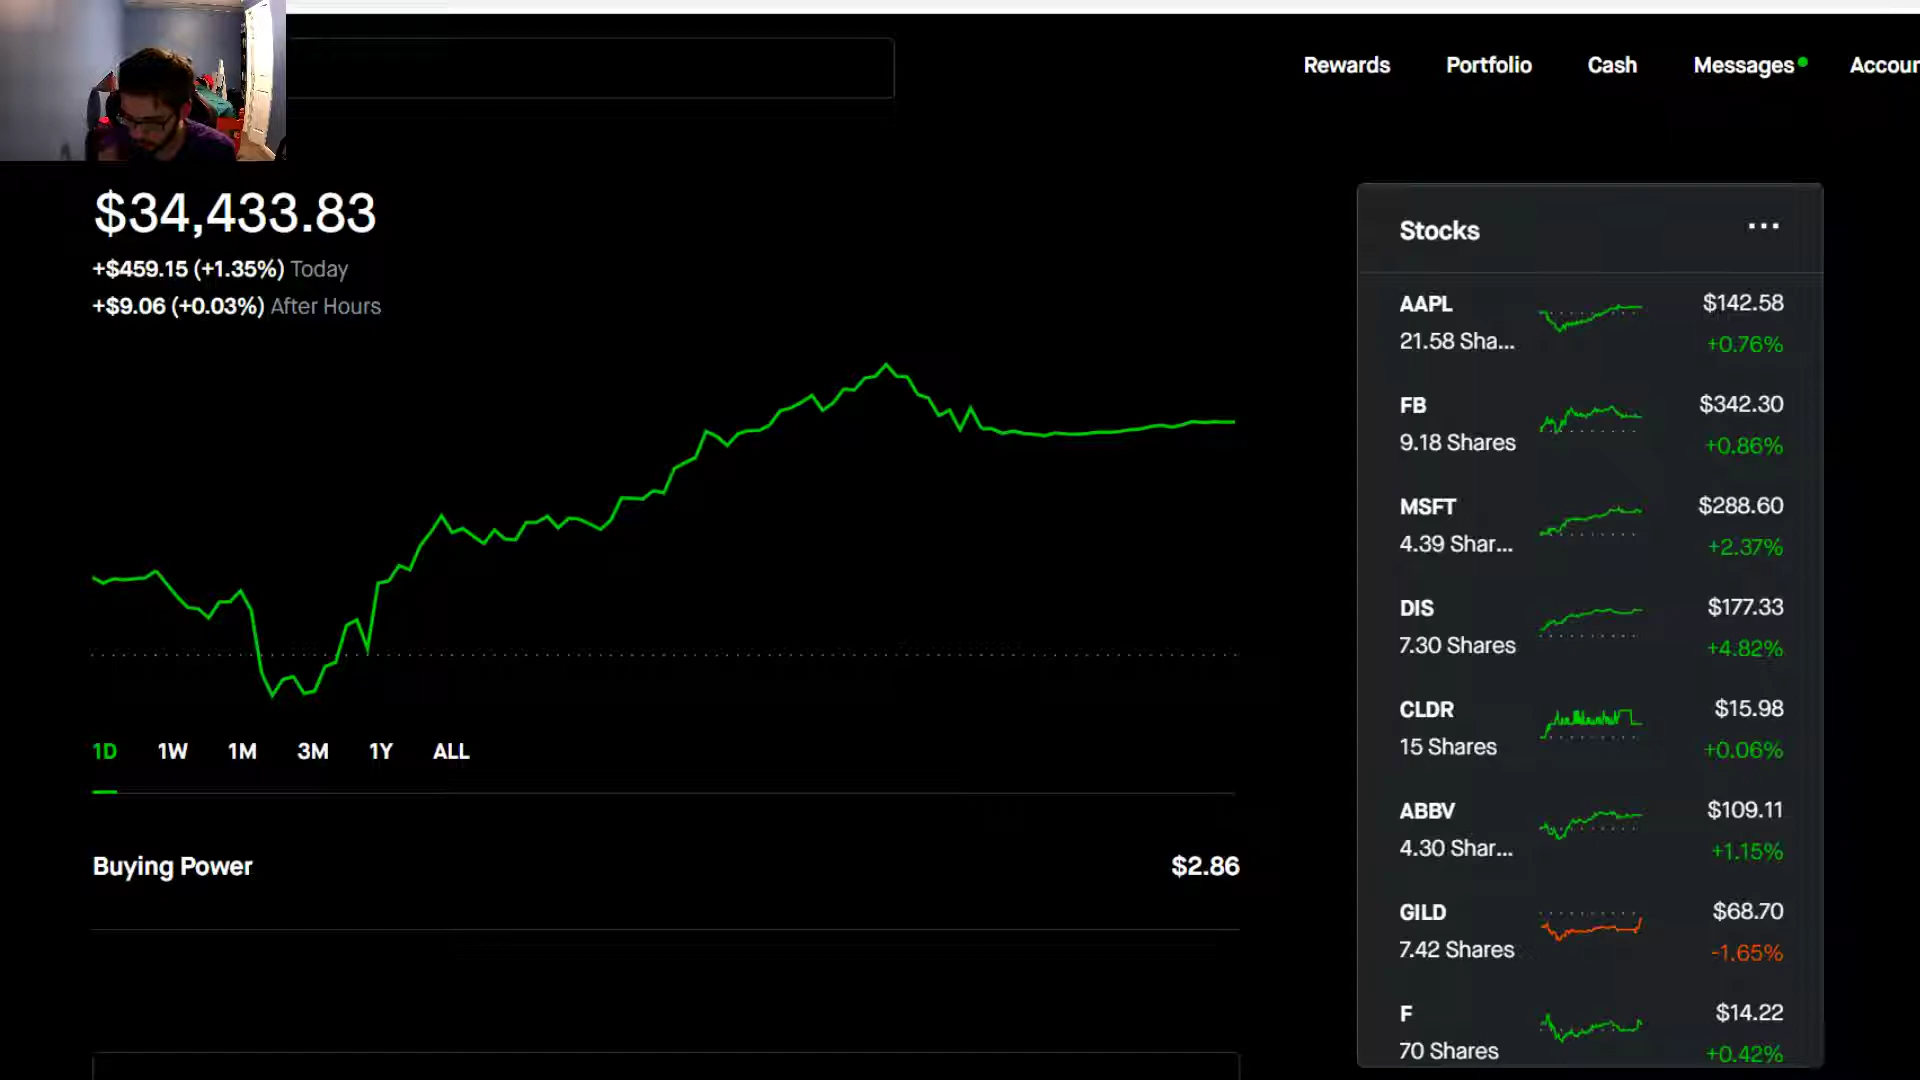 Rewards Portfolio Cash Messages Accoun
$34,433.83
+$459.15 (+1.35%) Today
+$9.06 (+0.03%) After Hours
1D 1W 1M 3M 1Y ALL
Buying Power $2.86
Stocks ...
AAPL $142.58
21.58 Sha... +0.76%
FB $342.30
9.18 Shares +0.86%
MSFT $288.60
4.39 Shar... +2.37%
DIS $177.33
7.30 Shares +4.82%
CLDR $15.98
15 Shares +0.06%
ABBV $109.11
4.30 Shar... +1.15%
GILD $68.70
7.42 Shares -1.65%
F $14.22
70 Shares +0.42%